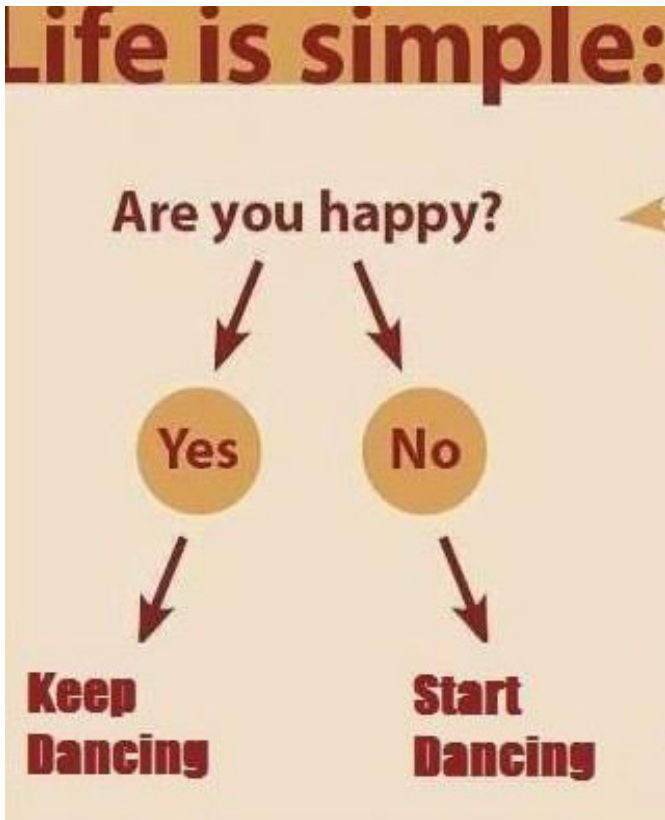 Life is simple:
Are you happy?
Yes No
Keep Start
Dancing Dancing